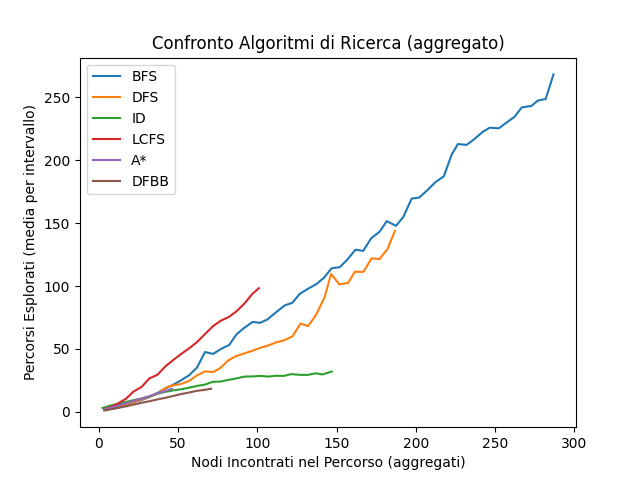 Confronto Algoritmi di Ricerca (aggregato)
BFS
DFS
ID
LCFS
A*
DFBB
Percorsi Esplorati (media per intervallo)
250
200
150
100
50
0
0 50 100 150 200 250 300
Nodi Incontrati nel Percorso (aggregati)